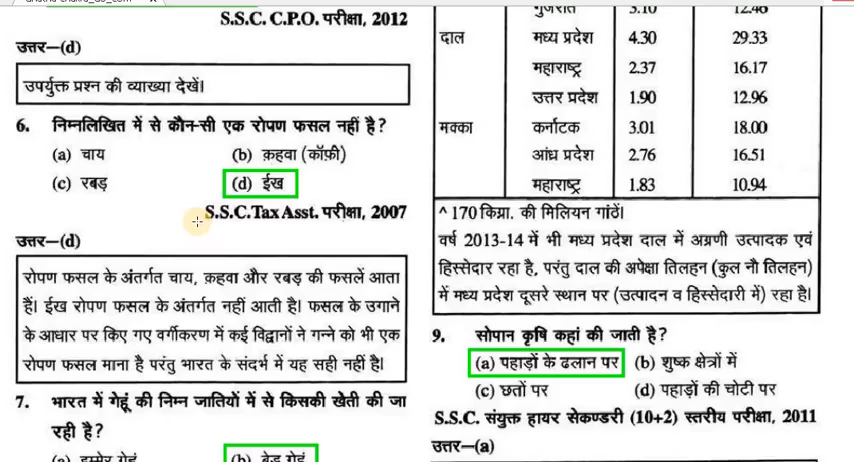 S.S.C. C.P.O. परीक्षा, 2012
उत्तर—(d)
उपर्युक्त प्रश्न की व्याख्या देखें।
6. निम्नलिखित में से कौन-सी एक रोपण फसल नहीं है?
(a) चाय (b) क़हवा (कॉफ़ी)
(c) रबड़ (d) ईख
S.S.C.Tax Asst. परीक्षा, 2007
उत्तर—(d)
रोपण फसल के अंतर्गत चाय, क़हवा और रबड़ की फसलें आता
हैं। ईख रोपण फसल के अंतर्गत नहीं आती है। फसल के उगाने
के आधार पर किए गए वर्गीकरण में कई विद्वानों ने गन्ने को भी एक
रोपण फसल माना है परंतु भारत के संदर्भ में यह सही नहीं है।
7. भारत में गेहूं की निम्न जातियों में से किसकी खेती की जा
रही है?
(a) इम्मेर गेहूं (b) ब्रेड गेहूं
गुजरात 3.10 12.46
दाल मध्य प्रदेश 4.30 29.33
महाराष्ट्र 2.37 16.17
उत्तर प्रदेश 1.90 12.96
मक्का कर्नाटक 3.01 18.00
आंध्र प्रदेश 2.76 16.51
महाराष्ट्र 1.83 10.94
^ 170 किग्रा. की मिलियन गांठें।
वर्ष 2013-14 में भी मध्य प्रदेश दाल में अग्रणी उत्पादक एवं
हिस्सेदार रहा है, परंतु दाल की अपेक्षा तिलहन (कुल नौ तिलहन)
में मध्य प्रदेश दूसरे स्थान पर (उत्पादन व हिस्सेदारी में) रहा है।
9. सोपान कृषि कहां की जाती है?
(a) पहाड़ों के ढलान पर (b) शुष्क क्षेत्रों में
(c) छतों पर (d) पहाड़ों की चोटी पर
S.S.C. संयुक्त हायर सेकण्डरी (10+2) स्तरीय परीक्षा, 2011
उत्तर—(a)